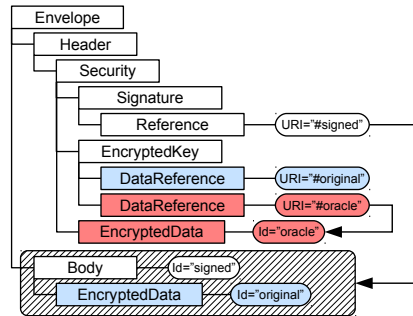 Envelope
Header
Security
Signature
Reference URI="#signed"
EncryptedKey
DataReference URI="#original"
DataReference URI="#oracle"
EncryptedData Id="oracle"
Body Id="signed"
EncryptedData Id="original"